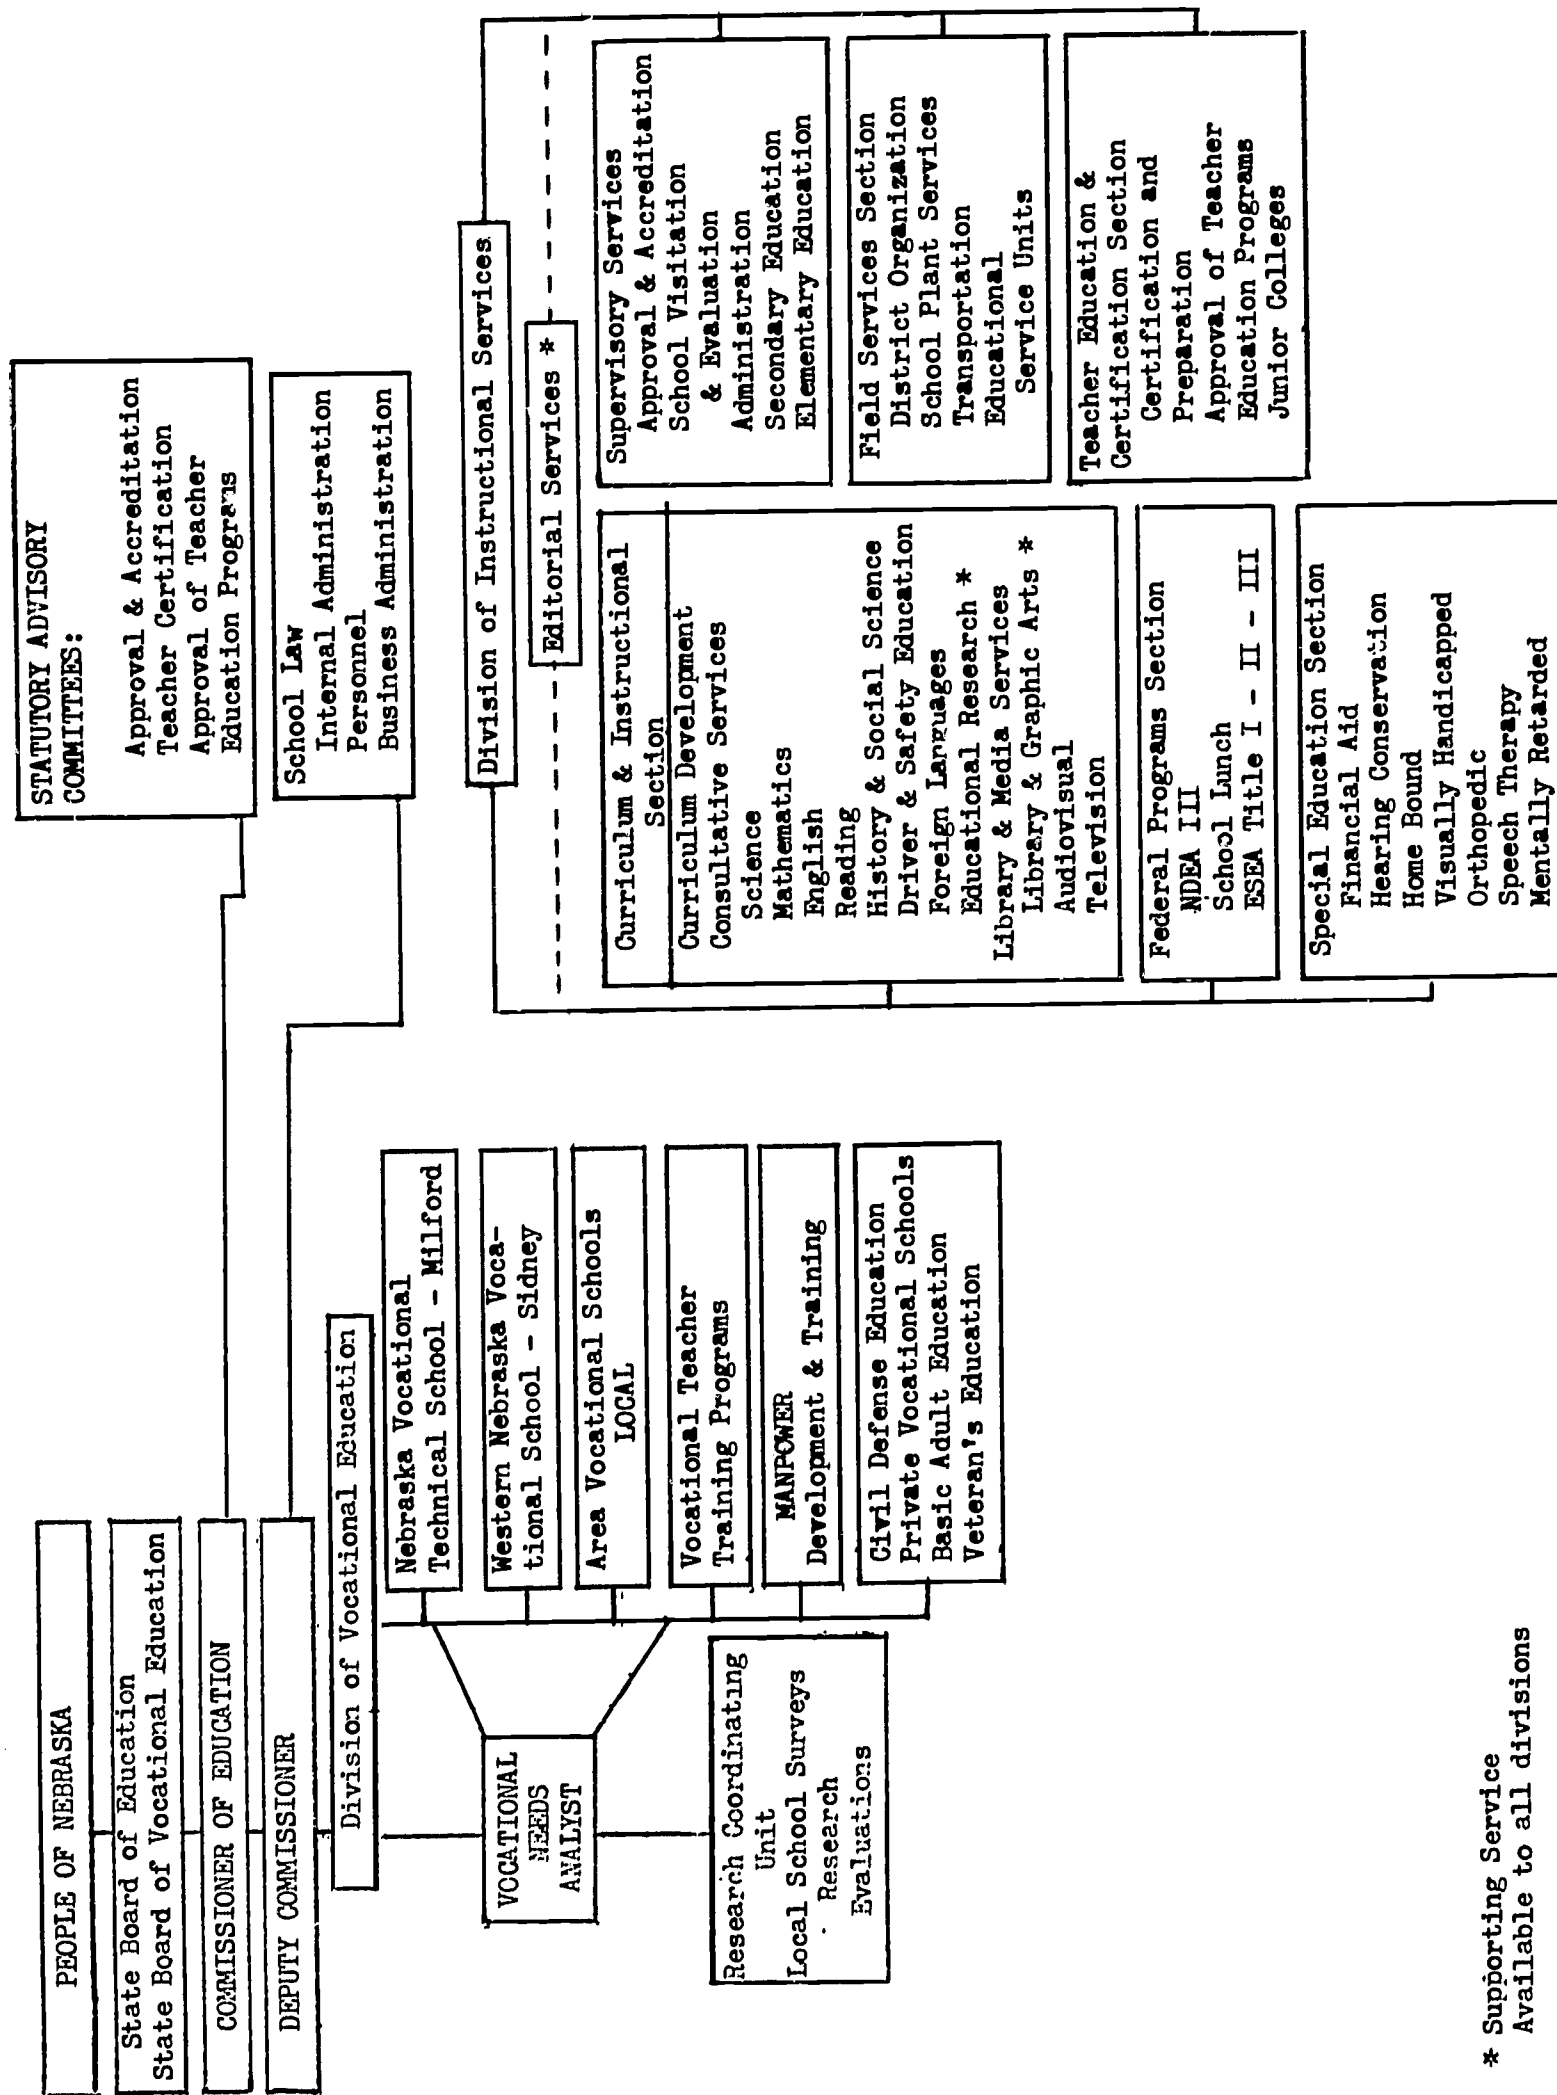 PEOPLE OF NEBRASKA
State Board of Education
State Board of Vocational Education
COMMISSIONER OF EDUCATION
DEPUTY COMMISSIONER
STATUTORY ADVISORY
COMMITTEES:
Approval & Accreditation
Teacher Certification
Approval of Teacher
Education Programs
School Law
Internal Administration
Personnel
Business Administration
Division of Vocational Education
Nebraska Vocational
Technical School - Milford
Western Nebraska Voca-
tional School - Sidney
Area Vocational Schools
LOCAL
Vocational Teacher
Training Programs
MANPOWER
Development & Training
Civil Defense Education
Private Vocational Schools
Basic Adult Education
Veteran's Education
VOCATIONAL
NEEDS
ANALYST
Research Coordinating
Unit
Local School Surveys
Research
Evaluations
Division of Instructional Services
Editorial Services *
Curriculum & Instructional
Section
Curriculum Development
Consultative Services
Science
Mathematics
English
Reading
History & Social Science
Driver & Safety Education
Foreign Languages
Educational Research *
Library & Media Services
Library & Graphic Arts *
Audiovisual
Television
Federal Programs Section
NDEA III
School Lunch
ESEA Title I - II - III
Special Education Section
Financial Aid
Hearing Conservation
Home Bound
Visually Handicapped
Orthopedic
Speech Therapy
Mentally Retarded
Supervisory Services
Approval & Accreditation
School Visitation
& Evaluation
Administration
Secondary Education
Elementary Education
Field Services Section
District Organization
School Plant Services
Transportation
Educational
Service Units
Teacher Education &
Certification Section
Certification and
Preparation
Approval of Teacher
Education Programs
Junior Colleges
* Supporting Service
Available to all divisions